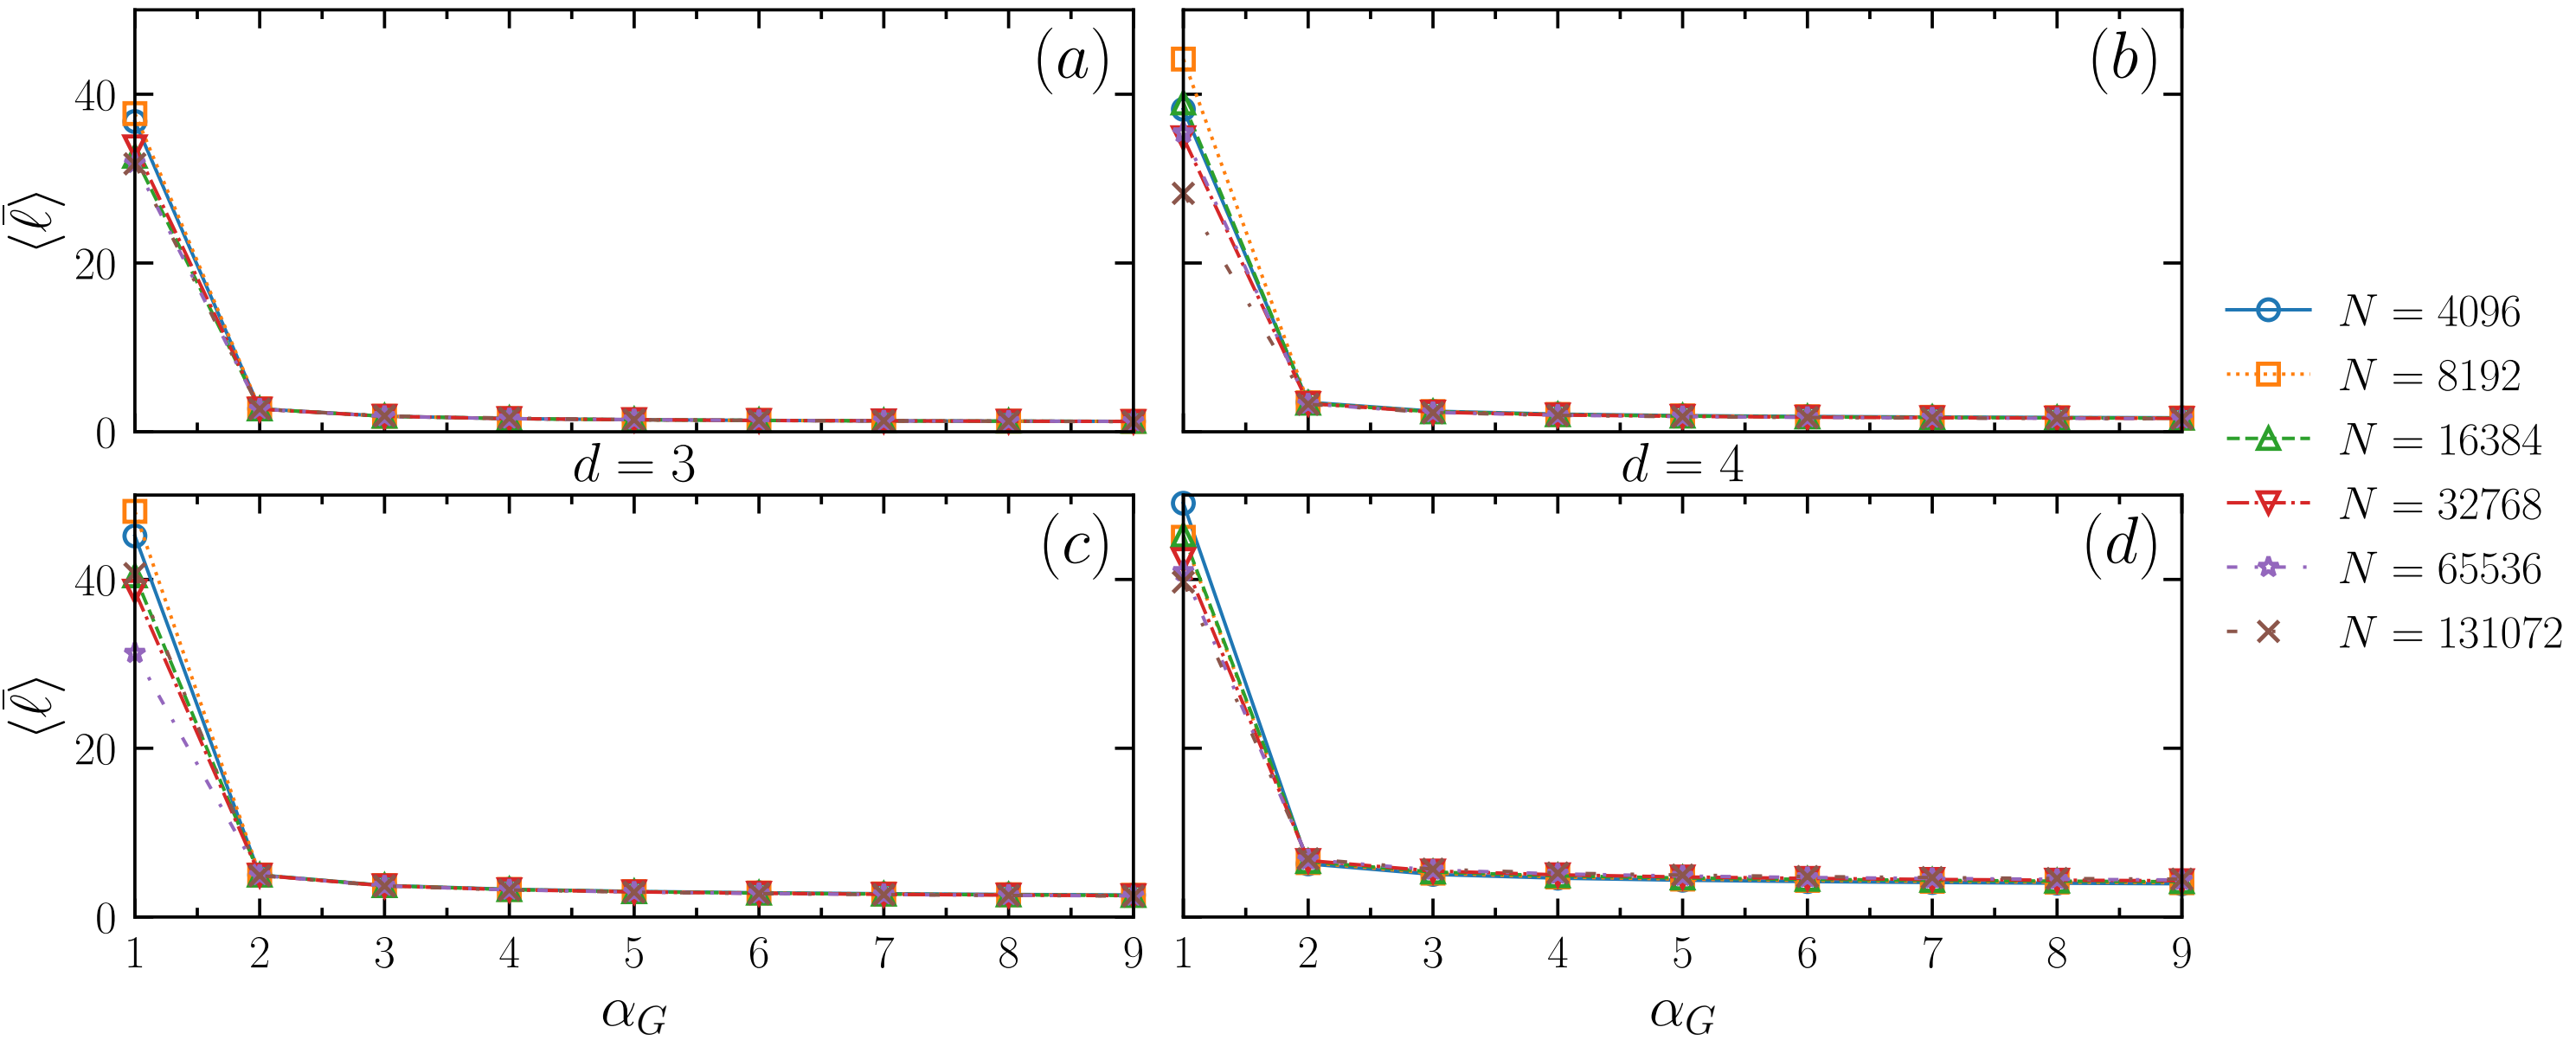 (a)
(b)
40
20
0
⟨ℓ̄⟩
d = 3
d = 4
(c)
(d)
40
20
0
⟨ℓ̄⟩
1 2 3 4 5 6 7 8 9
1 2 3 4 5 6 7 8 9
α_G
α_G
N = 4096
N = 8192
N = 16384
N = 32768
N = 65536
N = 131072